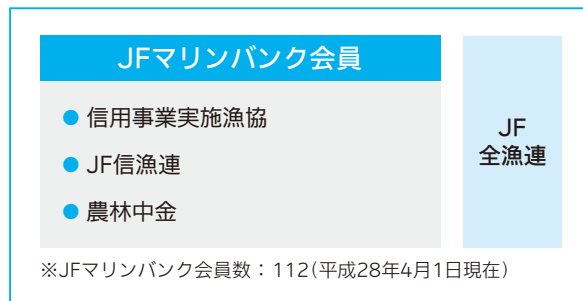 JFマリンバンク会員
● 信用事業実施漁協
● JF信漁連
● 農林中金
JF
全漁連
※JFマリンバンク会員数：112(平成28年4月1日現在)